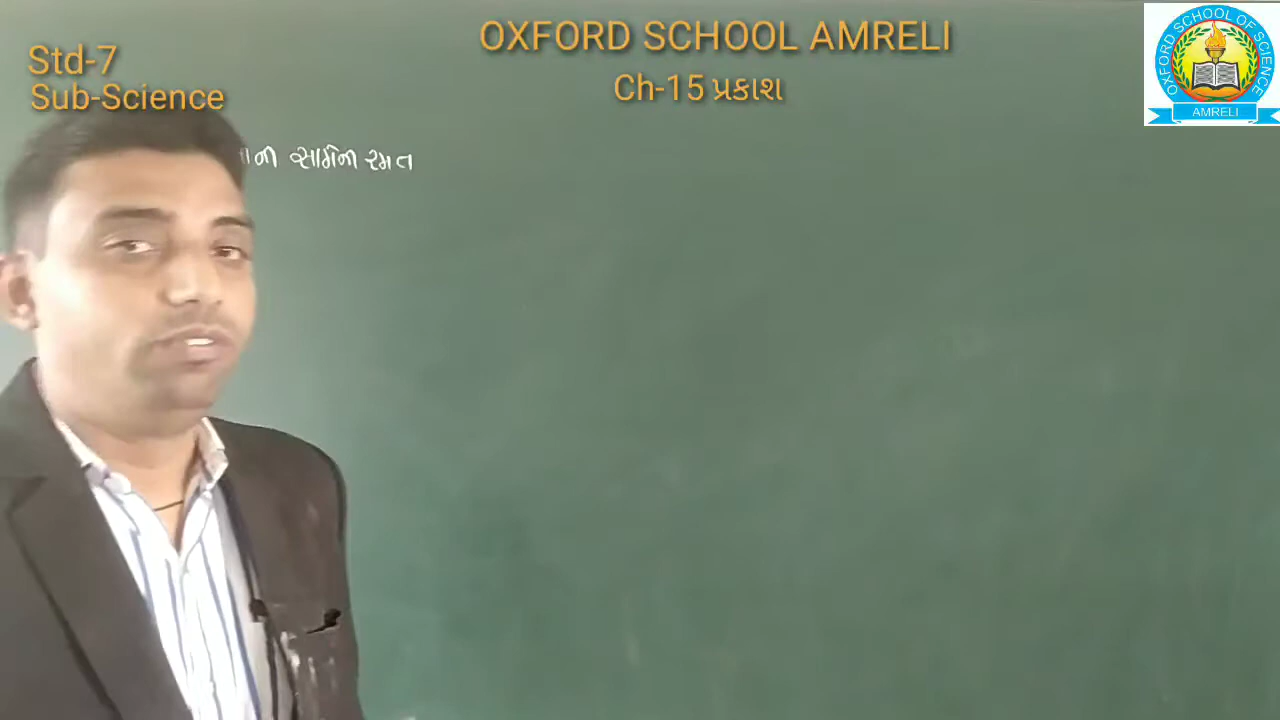 OXFORD SCHOOL AMRELI
Ch-15 પ્રકાશ
Std-7
Sub-Science
OXFORD SCHOOL OF SCIENCE
AMRELI
રમત